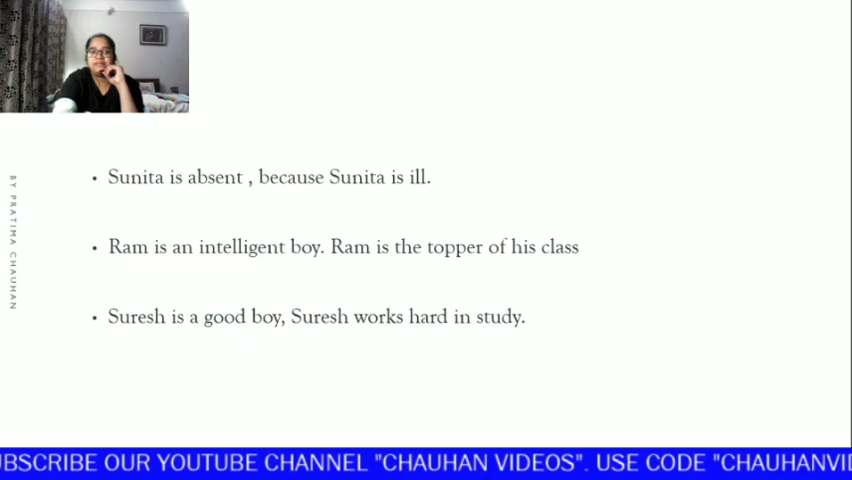 BY PRATIMA CHAUHAN
• Sunita is absent , because Sunita is ill.
• Ram is an intelligent boy. Ram is the topper of his class
• Suresh is a good boy, Suresh works hard in study.
UBSCRIBE OUR YOUTUBE CHANNEL "CHAUHAN VIDEOS". USE CODE "CHAUHANVID